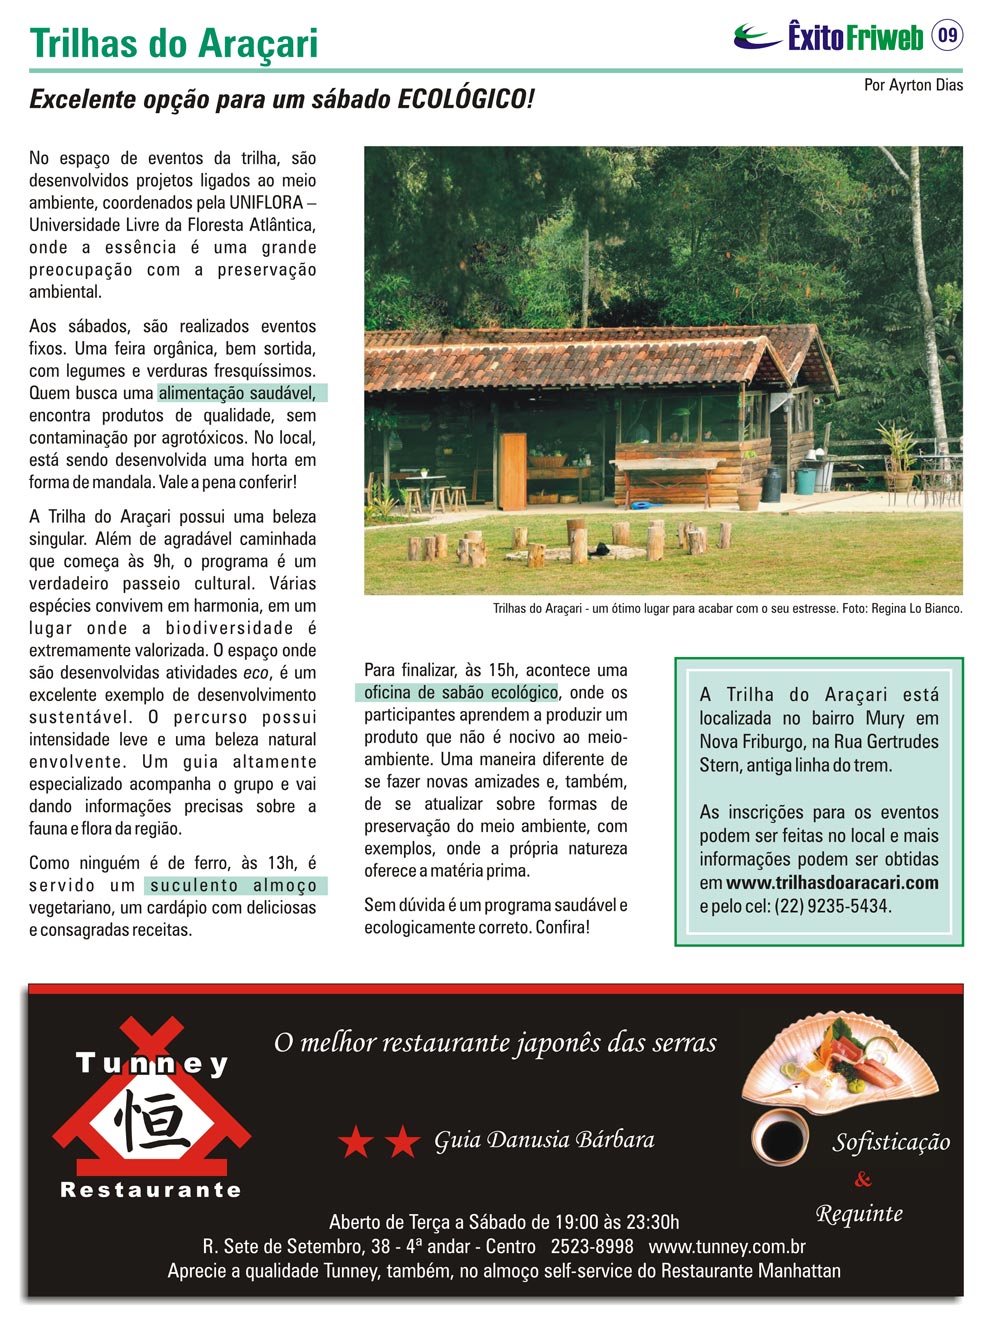 Trilhas do Araçari
ÊxitoFriweb 09
Excelente opção para um sábado ECOLÓGICO!
Por Ayrton Dias
No espaço de eventos da trilha, são
desenvolvidos projetos ligados ao meio
ambiente, coordenados pela UNIFLORA –
Universidade Livre da Floresta Atlântica,
onde a essência é uma grande
preocupação com a preservação
ambiental.
Aos sábados, são realizados eventos
fixos. Uma feira orgânica, bem sortida,
com legumes e verduras fresquíssimos.
Quem busca uma alimentação saudável,
encontra produtos de qualidade, sem
contaminação por agrotóxicos. No local,
está sendo desenvolvida uma horta em
forma de mandala. Vale a pena conferir!
A Trilha do Araçari possui uma beleza
singular. Além de agradável caminhada
que começa às 9h, o programa é um
verdadeiro passeio cultural. Várias
espécies convivem em harmonia, em um
lugar onde a biodiversidade é
extremamente valorizada. O espaço onde
são desenvolvidas atividades eco, é um
excelente exemplo de desenvolvimento
sustentável. O percurso possui
intensidade leve e uma beleza natural
envolvente. Um guia altamente
especializado acompanha o grupo e vai
dando informações precisas sobre a
fauna e flora da região.
Como ninguém é de ferro, às 13h, é
servido um suculento almoço
vegetariano, um cardápio com deliciosas
e consagradas receitas.
Trilhas do Araçari - um ótimo lugar para acabar com o seu estresse. Foto: Regina Lo Bianco.
Para finalizar, às 15h, acontece uma
oficina de sabão ecológico, onde os
participantes aprendem a produzir um
produto que não é nocivo ao meio-
ambiente. Uma maneira diferente de
se fazer novas amizades e, também,
de se atualizar sobre formas de
preservação do meio ambiente, com
exemplos, onde a própria natureza
oferece a matéria prima.
Sem dúvida é um programa saudável e
ecologicamente correto. Confira!
A Trilha do Araçari está
localizada no bairro Mury em
Nova Friburgo, na Rua Gertrudes
Stern, antiga linha do trem.
As inscrições para os eventos
podem ser feitas no local e mais
informações podem ser obtidas
em www.trilhasdoaracari.com
e pelo cel: (22) 9235-5434.
Tunney
恒
Restaurante
O melhor restaurante japonês das serras
Guia Danusia Bárbara
Sofisticação
&
Requinte
Aberto de Terça a Sábado de 19:00 às 23:30h
R. Sete de Setembro, 38 - 4ª andar - Centro 2523-8998 www.tunney.com.br
Aprecie a qualidade Tunney, também, no almoço self-service do Restaurante Manhattan